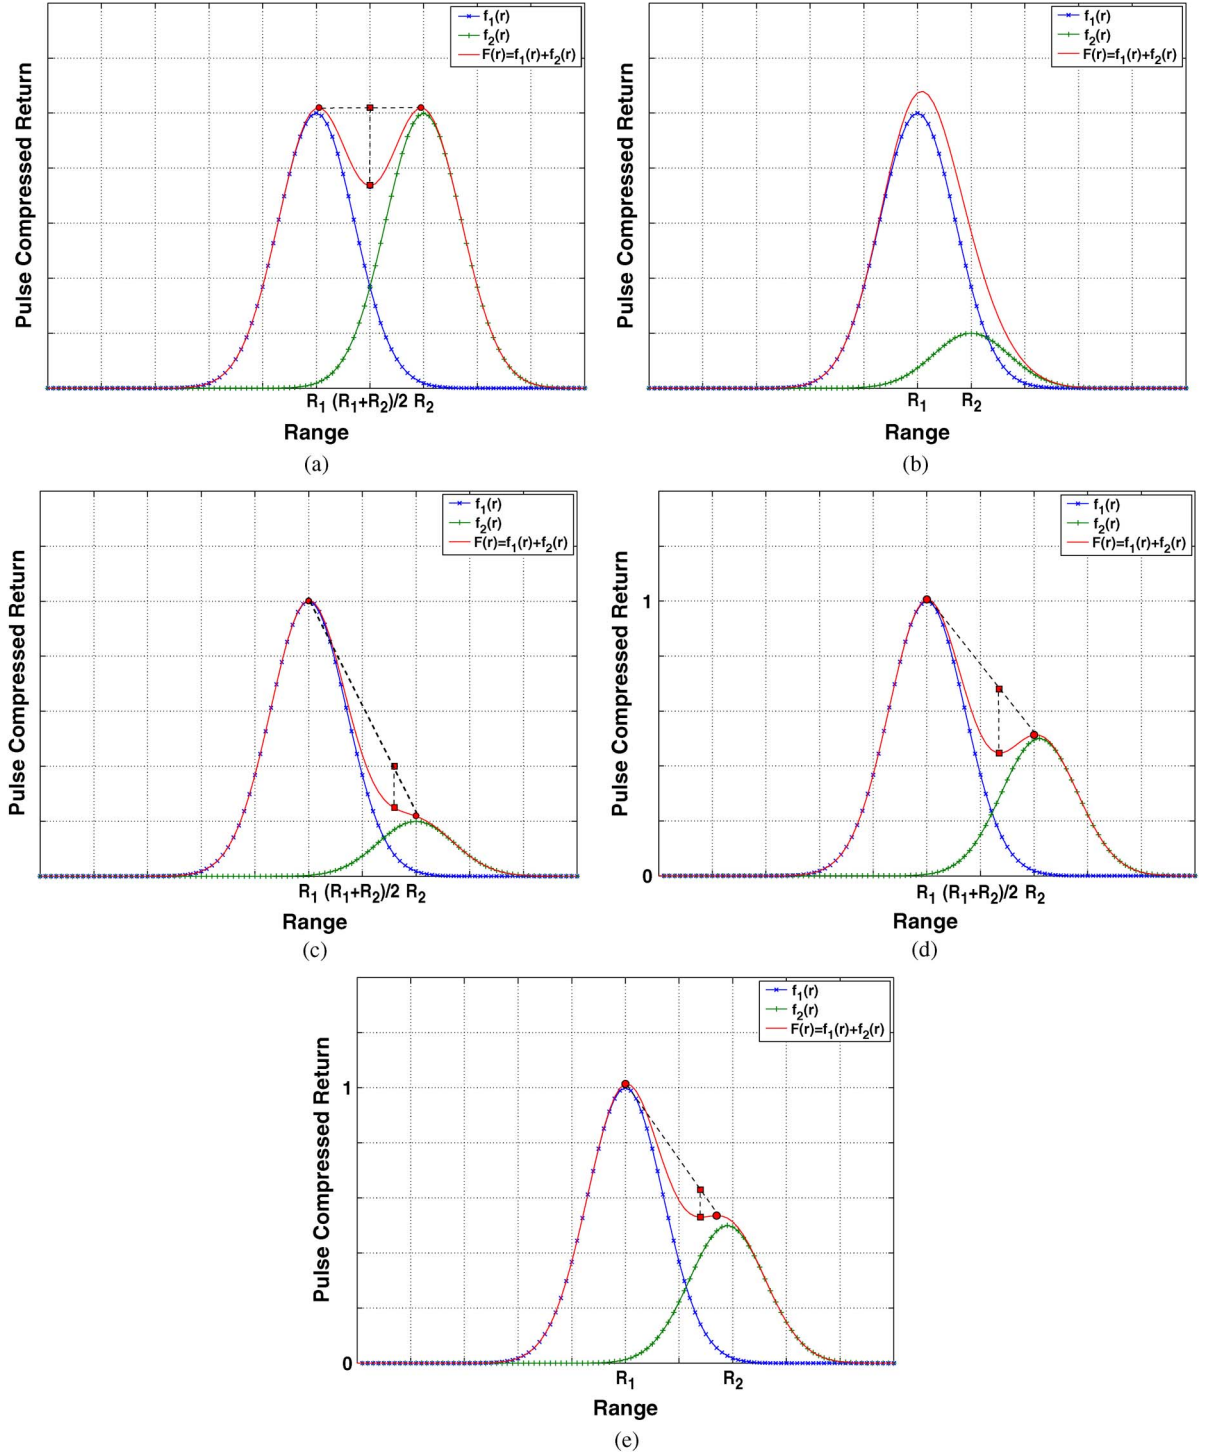 f1(r)
f2(r)
F(r)=f1(r)+f2(r)
Pulse Compressed Return
R1 (R1+R2)/2 R2
Range
(a)
f1(r)
f2(r)
F(r)=f1(r)+f2(r)
Pulse Compressed Return
R1 R2
Range
(b)
f1(r)
f2(r)
F(r)=f1(r)+f2(r)
Pulse Compressed Return
R1 (R1+R2)/2 R2
Range
(c)
f1(r)
f2(r)
F(r)=f1(r)+f2(r)
Pulse Compressed Return
1
0
R1 (R1+R2)/2 R2
Range
(d)
f1(r)
f2(r)
F(r)=f1(r)+f2(r)
Pulse Compressed Return
1
0
R1 R2
Range
(e)